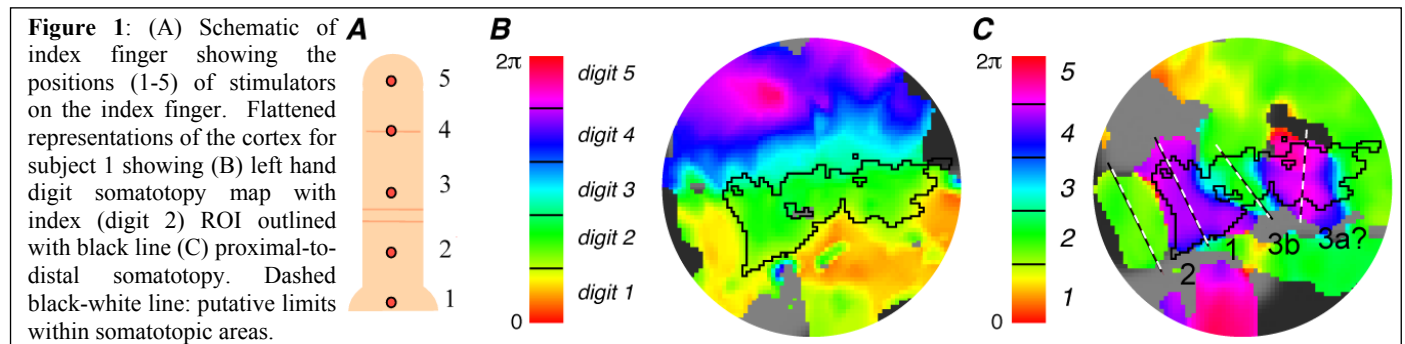 Figure 1: (A) Schematic of
index finger showing the
positions (1-5) of stimulators
on the index finger. Flattened
representations of the cortex for
subject 1 showing (B) left hand
digit somatotopy map with
index (digit 2) ROI outlined
with black line (C) proximal-to-
distal somatotopy. Dashed
black-white line: putative limits
within somatotopic areas.
A
5
4
3
2
1
B
2π
digit 5
digit 4
digit 3
digit 2
digit 1
0
C
2π
5
4
3
2
1
0
2
1
3b
3a?